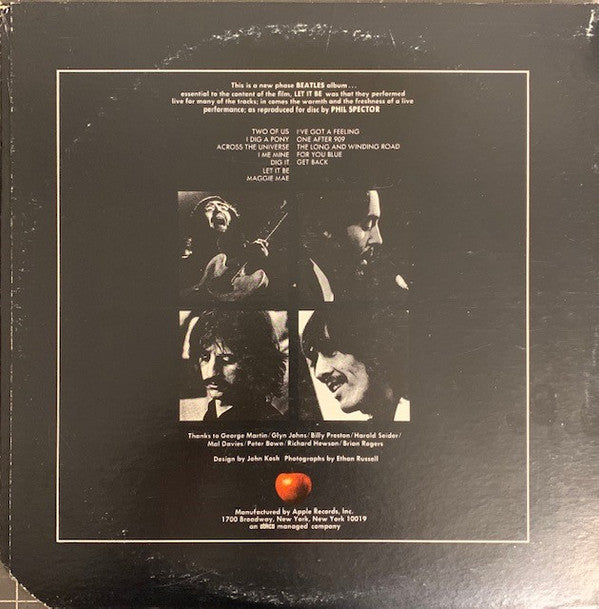 This is a new phase BEATLES album . . .
essential to the content of the film, LET IT BE was that they performed
live for many of the tracks; in comes the warmth and the freshness of a live
performance; as reproduced for disc by PHIL SPECTOR
TWO OF US
I DIG A PONY
ACROSS THE UNIVERSE
I ME MINE
DIG IT
LET IT BE
MAGGIE MAE
I'VE GOT A FEELING
ONE AFTER 909
THE LONG AND WINDING ROAD
FOR YOU BLUE
GET BACK
Thanks to George Martin/Glyn Johns/Billy Preston/Harold Seider/
Mal Davies/Peter Bown/Richard Hewson/Brian Rogers
Design by John Kosh Photographs by Ethan Russell
Manufactured by Apple Records, Inc.
1700 Broadway, New York, New York 10019
an abkco managed company